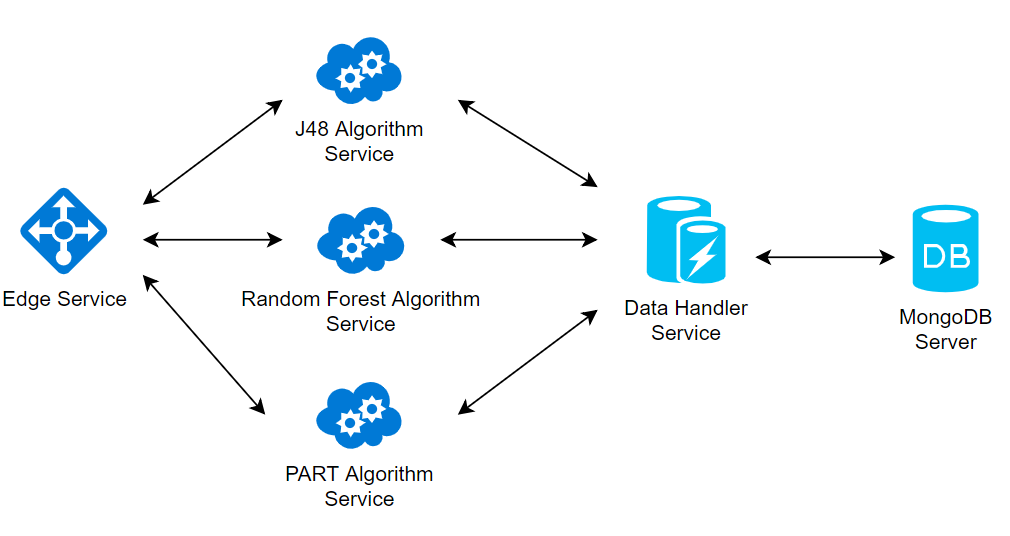 J48 Algorithm
Service
Edge Service
Random Forest Algorithm
Service
PART Algorithm
Service
Data Handler
Service
DB
MongoDB
Server